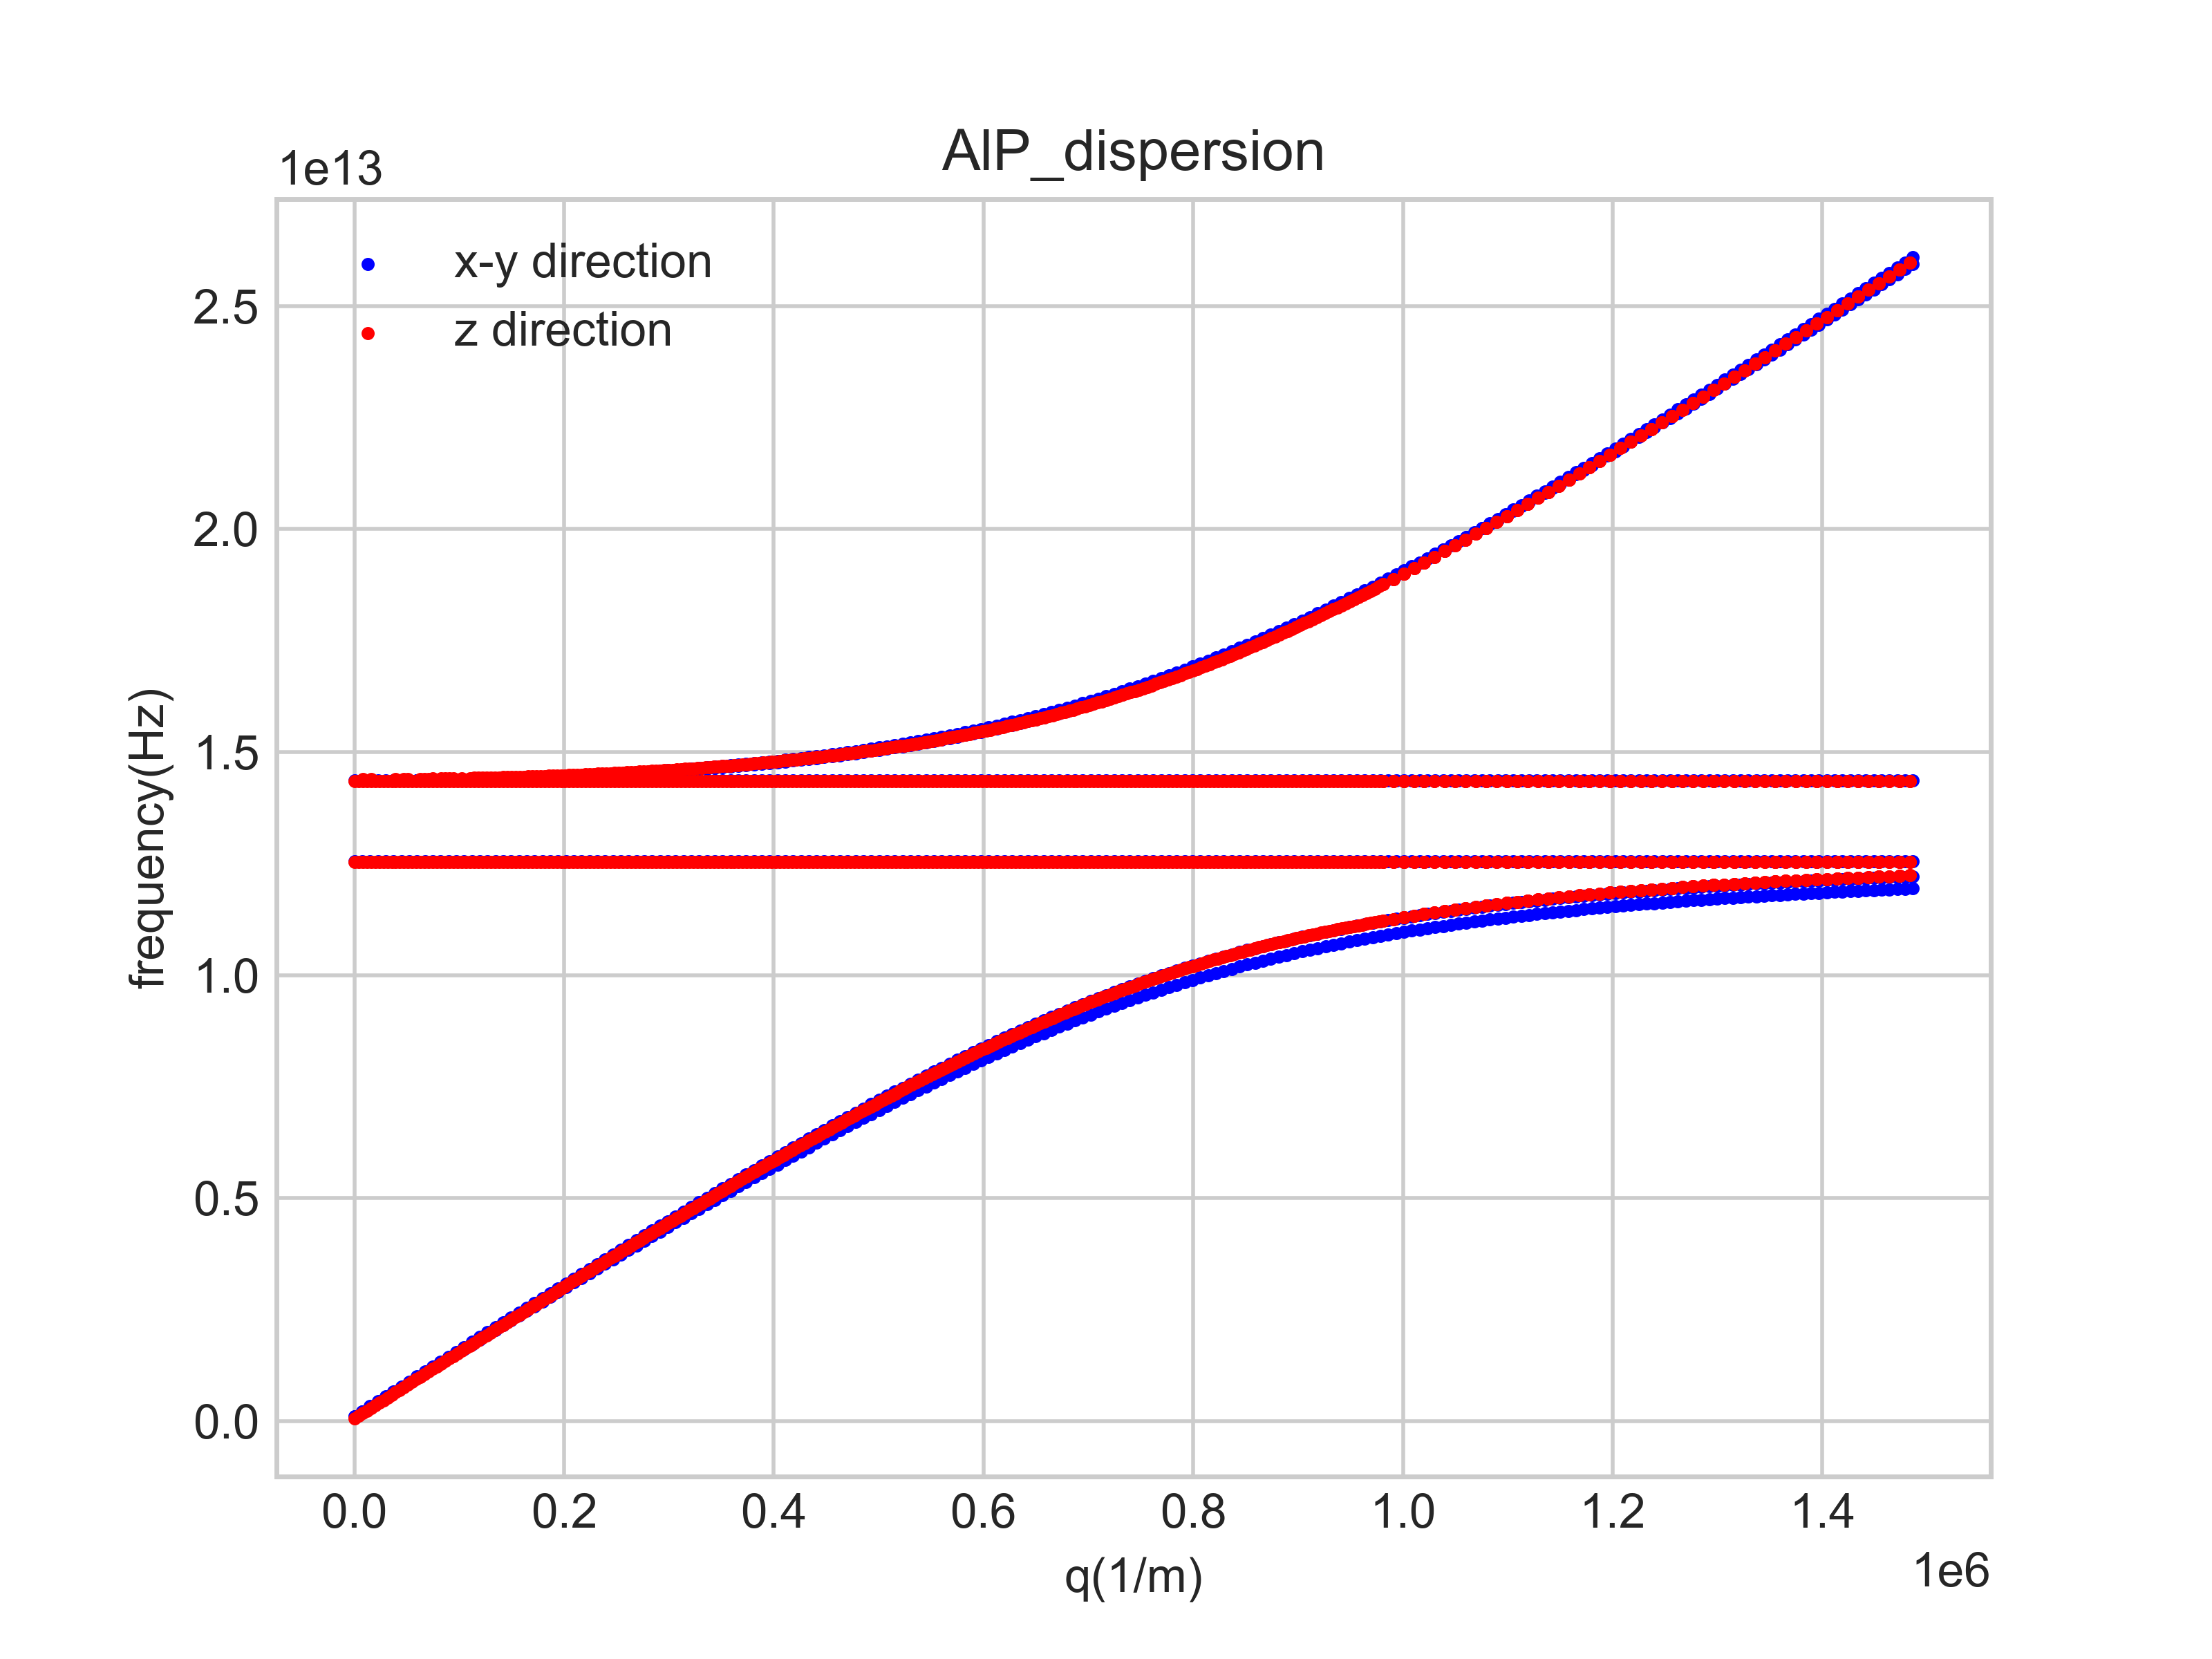 AlP_dispersion
1e13
x-y direction
z direction
2.5
2.0
1.5
1.0
0.5
0.0
frequency(Hz)
0.0 0.2 0.4 0.6 0.8 1.0 1.2 1.4
q(1/m)
1e6